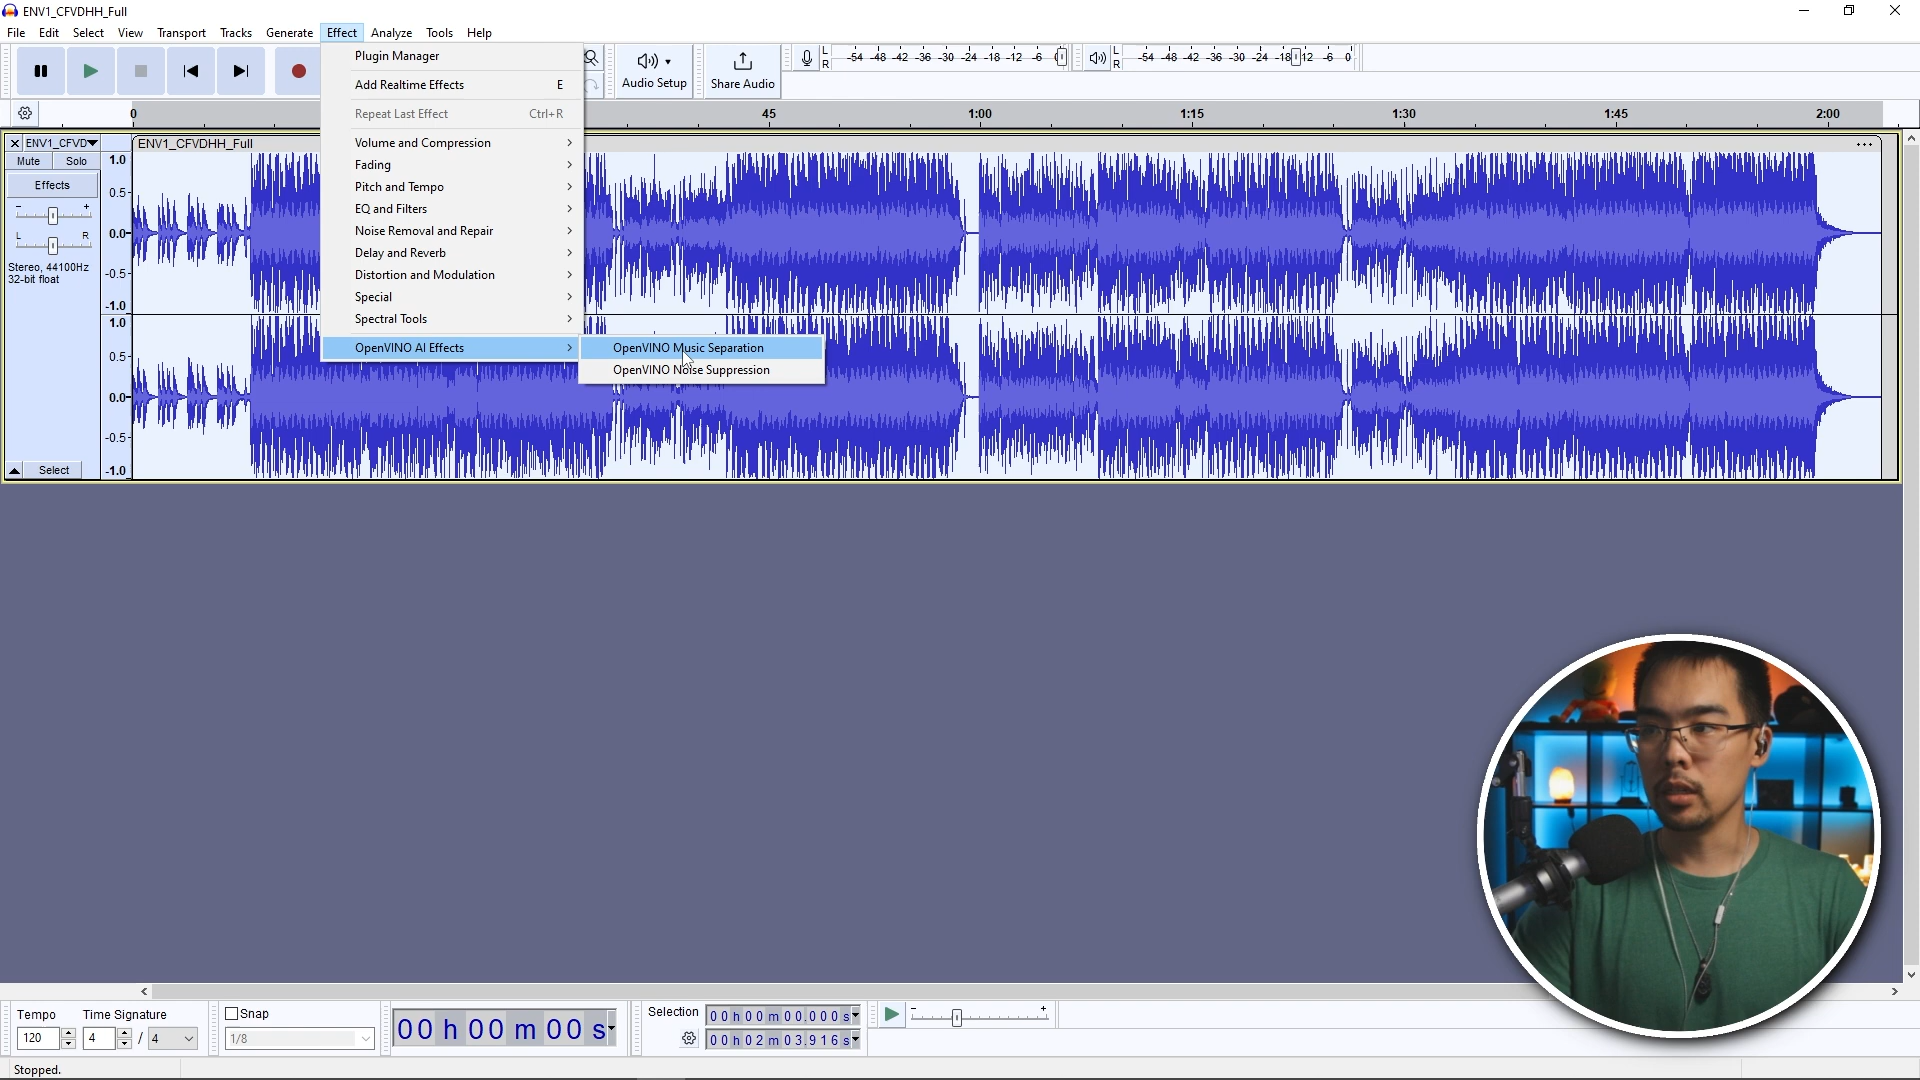 ENV1_CFVDHH_Full
File Edit Select View Transport Tracks Generate Effect Analyze Tools Help
Plugin Manager
Add Realtime Effects E
Repeat Last Effect Ctrl+R
Volume and Compression
Fading
Pitch and Tempo
EQ and Filters
Noise Removal and Repair
Delay and Reverb
Distortion and Modulation
Special
Spectral Tools
OpenVINO AI Effects
OpenVINO Music Separation
OpenVINO Noise Suppression
Audio Setup
Share Audio
L
R
-54 -48 -42 -36 -30 -24 -18 -12 -6 0
L
R
-54 -48 -42 -36 -30 -24 -18 -12 -6 0
0 45 1:00 1:15 1:30 1:45 2:00
ENV1_CFVD
ENV1_CFVDHH_Full
Mute Solo
Effects
- +
L R
Stereo, 44100Hz
32-bit float
Select
1.0
0.5
0.0
-0.5
-1.0
1.0
0.5
0.0
-0.5
-1.0
Tempo
120
Time Signature
4 / 4
Snap
1/8
00 h 00 m 00 s
Selection
00 h 00 m 00.000 s
00 h 02 m 03.916 s
- +
Stopped.